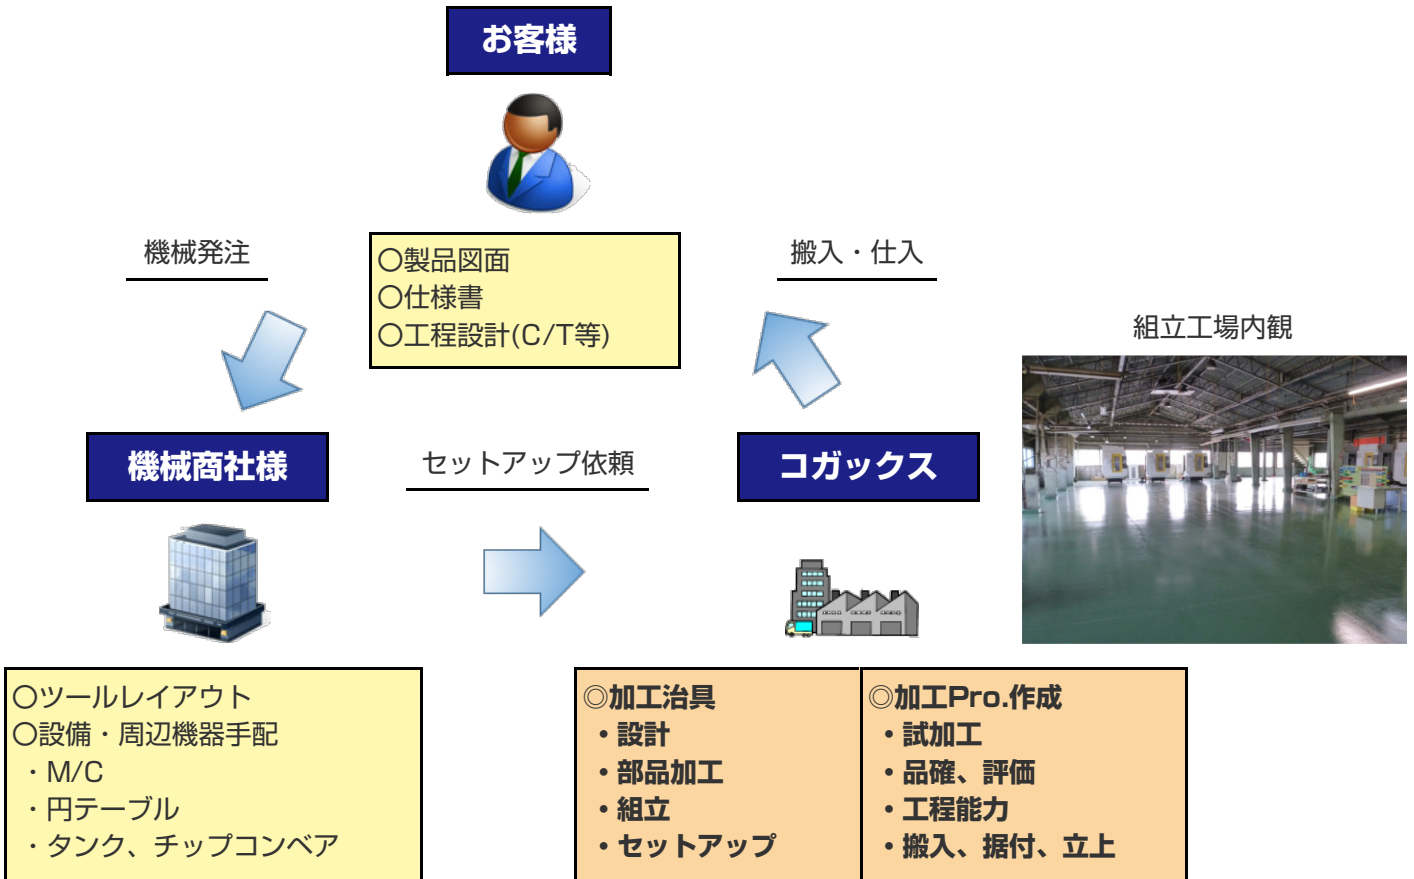 お客様
機械発注
〇製品図面
〇仕様書
〇工程設計(C/T等)
搬入・仕入
組立工場内観
機械商社様
セットアップ依頼
コガックス
〇ツールレイアウト
〇設備・周辺機器手配
・M/C
・円テーブル
・タンク、チップコンベア
◎加工治具
・設計
・部品加工
・組立
・セットアップ
◎加工Pro.作成
・試加工
・品確、評価
・工程能力
・搬入、据付、立上